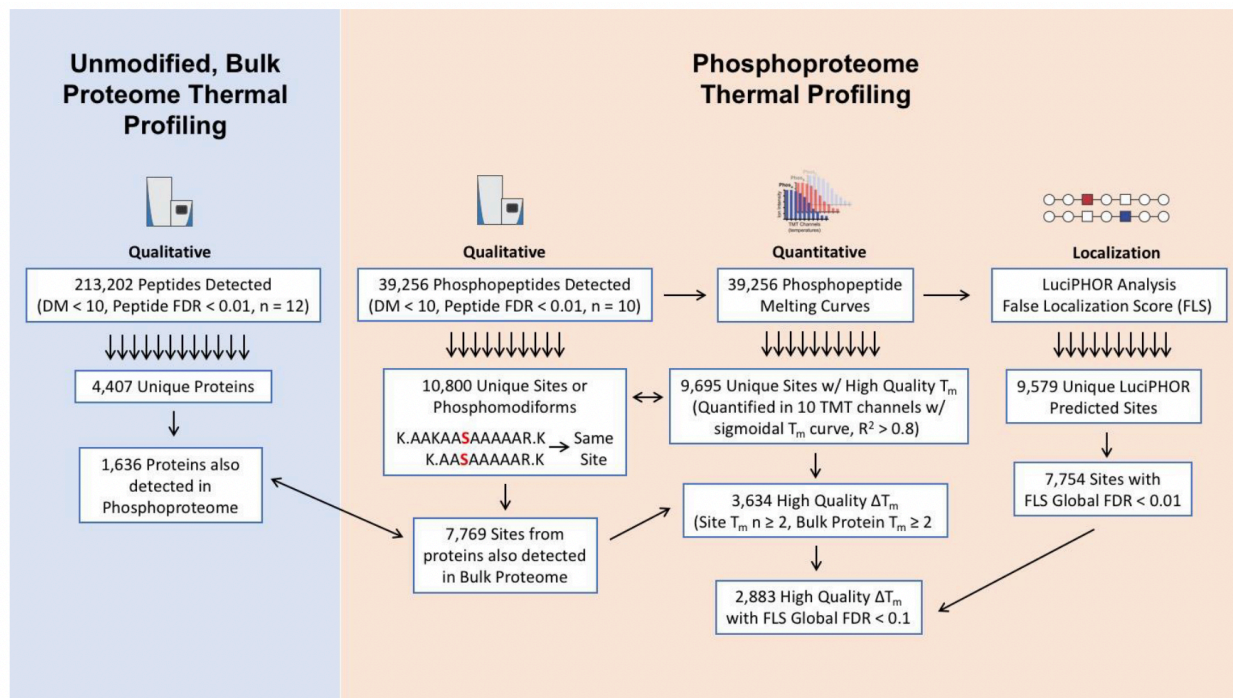 Unmodified, Bulk
Proteome Thermal
Profiling
Qualitative
213,202 Peptides Detected
(DM < 10, Peptide FDR < 0.01, n = 12)
4,407 Unique Proteins
1,636 Proteins also
detected in
Phosphoproteome
Phosphoproteome
Thermal Profiling
Qualitative
39,256 Phosphopeptides Detected
(DM < 10, Peptide FDR < 0.01, n = 10)
10,800 Unique Sites or
Phosphomodiforms
K.AAKAASAAAAAR.K
Same
K.AASAAAAAR.K
Site
7,769 Sites from
proteins also detected
in Bulk Proteome
Ion Intensity
TMT Channels
(temperatures)
Quantitative
39,256 Phosphopeptide
Melting Curves
9,695 Unique Sites w/ High Quality Tm
(Quantified in 10 TMT channels w/
sigmoidal Tm curve, R² > 0.8)
3,634 High Quality ΔTm
(Site Tm n ≥ 2, Bulk Protein Tm ≥ 2)
2,883 High Quality ΔTm
with FLS Global FDR < 0.1
Localization
LuciPHOR Analysis
False Localization Score (FLS)
9,579 Unique LuciPHOR
Predicted Sites
7,754 Sites with
FLS Global FDR < 0.01